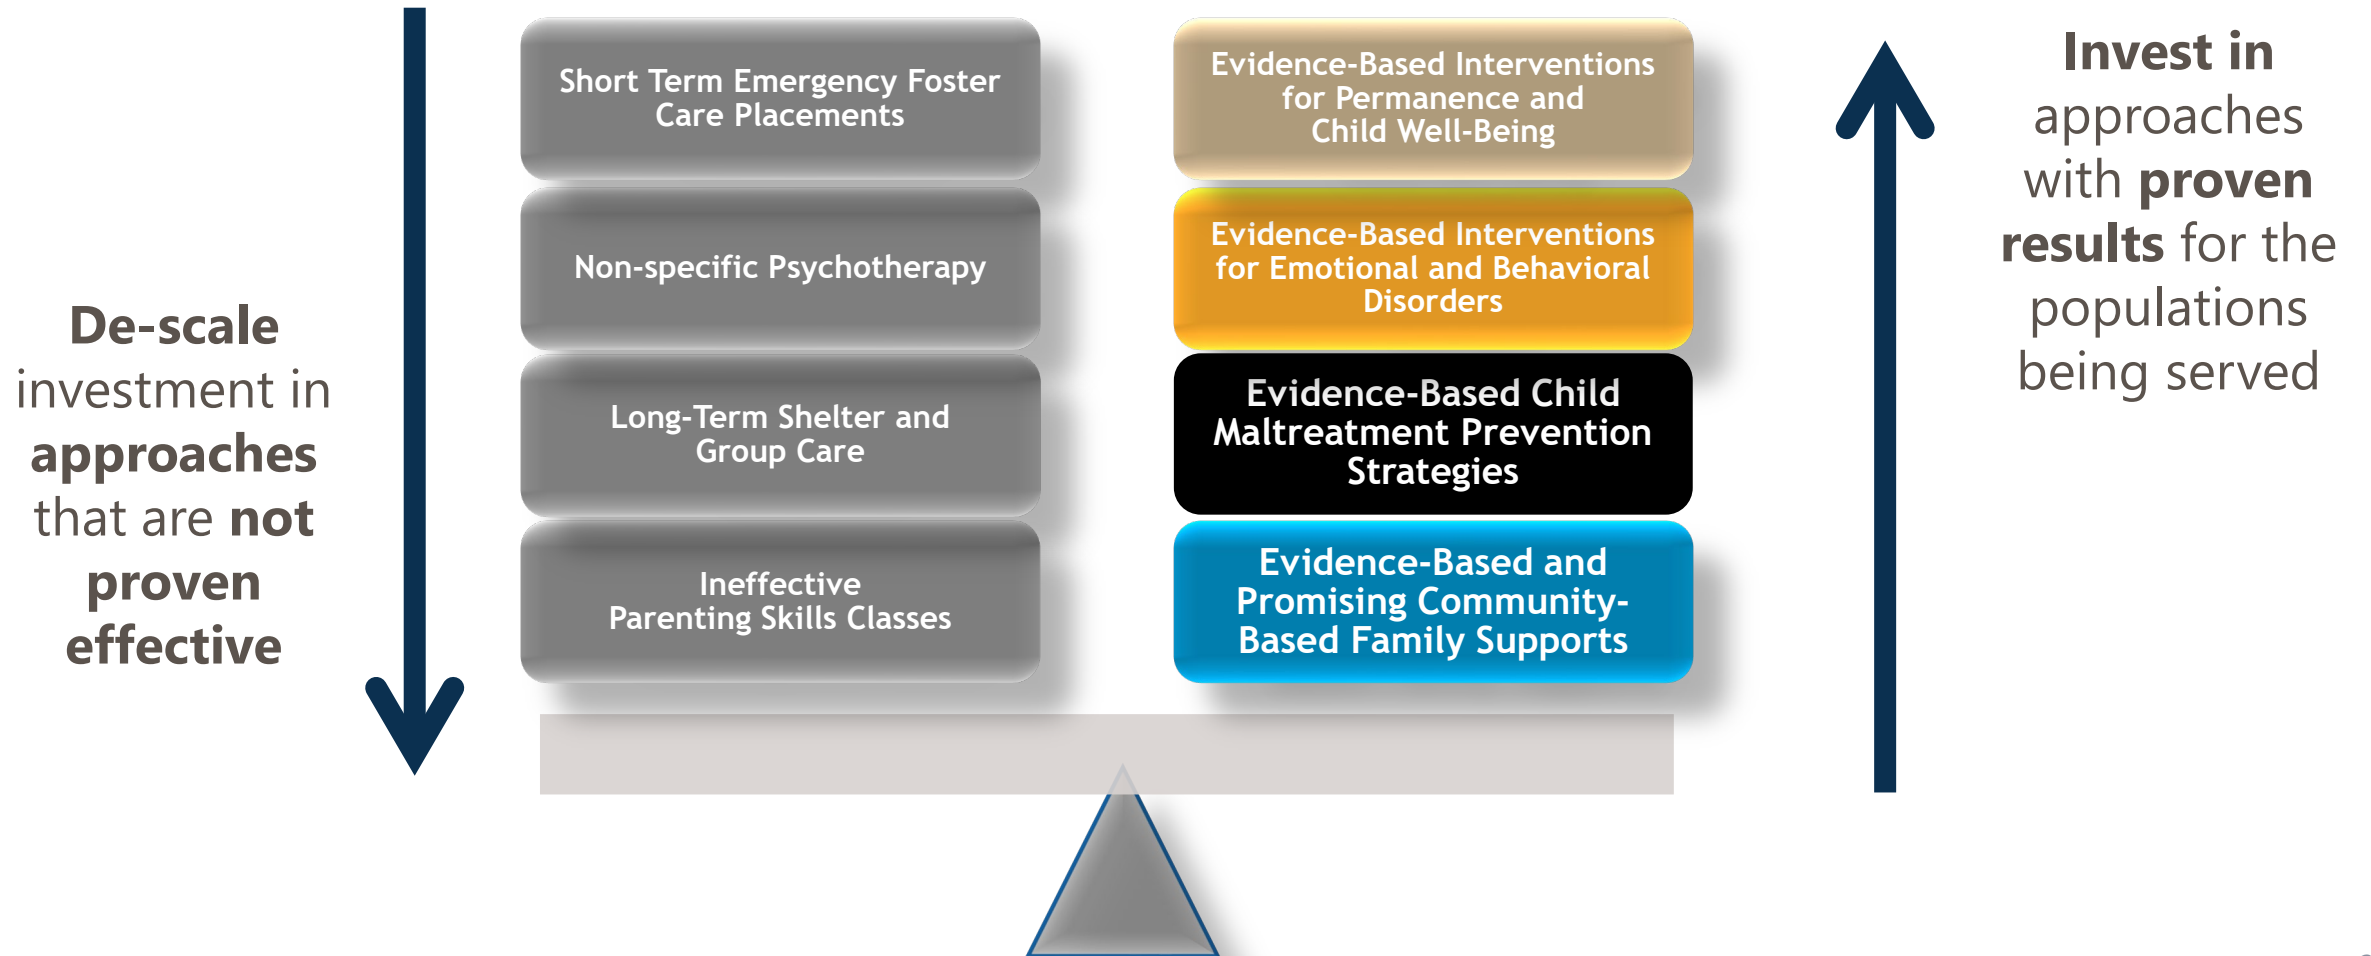 De-scale
investment in
approaches
that are not
proven
effective
Short Term Emergency Foster
Care Placements
Non-specific Psychotherapy
Long-Term Shelter and
Group Care
Ineffective
Parenting Skills Classes
Evidence-Based Interventions
for Permanence and
Child Well-Being
Evidence-Based Interventions
for Emotional and Behavioral
Disorders
Evidence-Based Child
Maltreatment Prevention
Strategies
Evidence-Based and
Promising Community-
Based Family Supports
Invest in
approaches
with proven
results for the
populations
being served